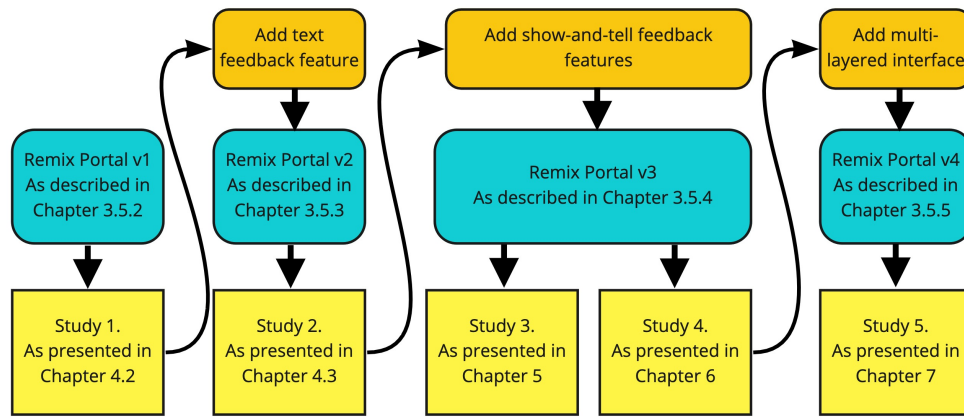 Add text
feedback feature
Add show-and-tell feedback
features
Add multi-
layered interface
Remix Portal v1
As described in
Chapter 3.5.2
Remix Portal v2
As described in
Chapter 3.5.3
Remix Portal v3
As described in Chapter 3.5.4
Remix Portal v4
As described in
Chapter 3.5.5
Study 1.
As presented in
Chapter 4.2
Study 2.
As presented in
Chapter 4.3
Study 3.
As presented in
Chapter 5
Study 4.
As presented in
Chapter 6
Study 5.
As presented in
Chapter 7